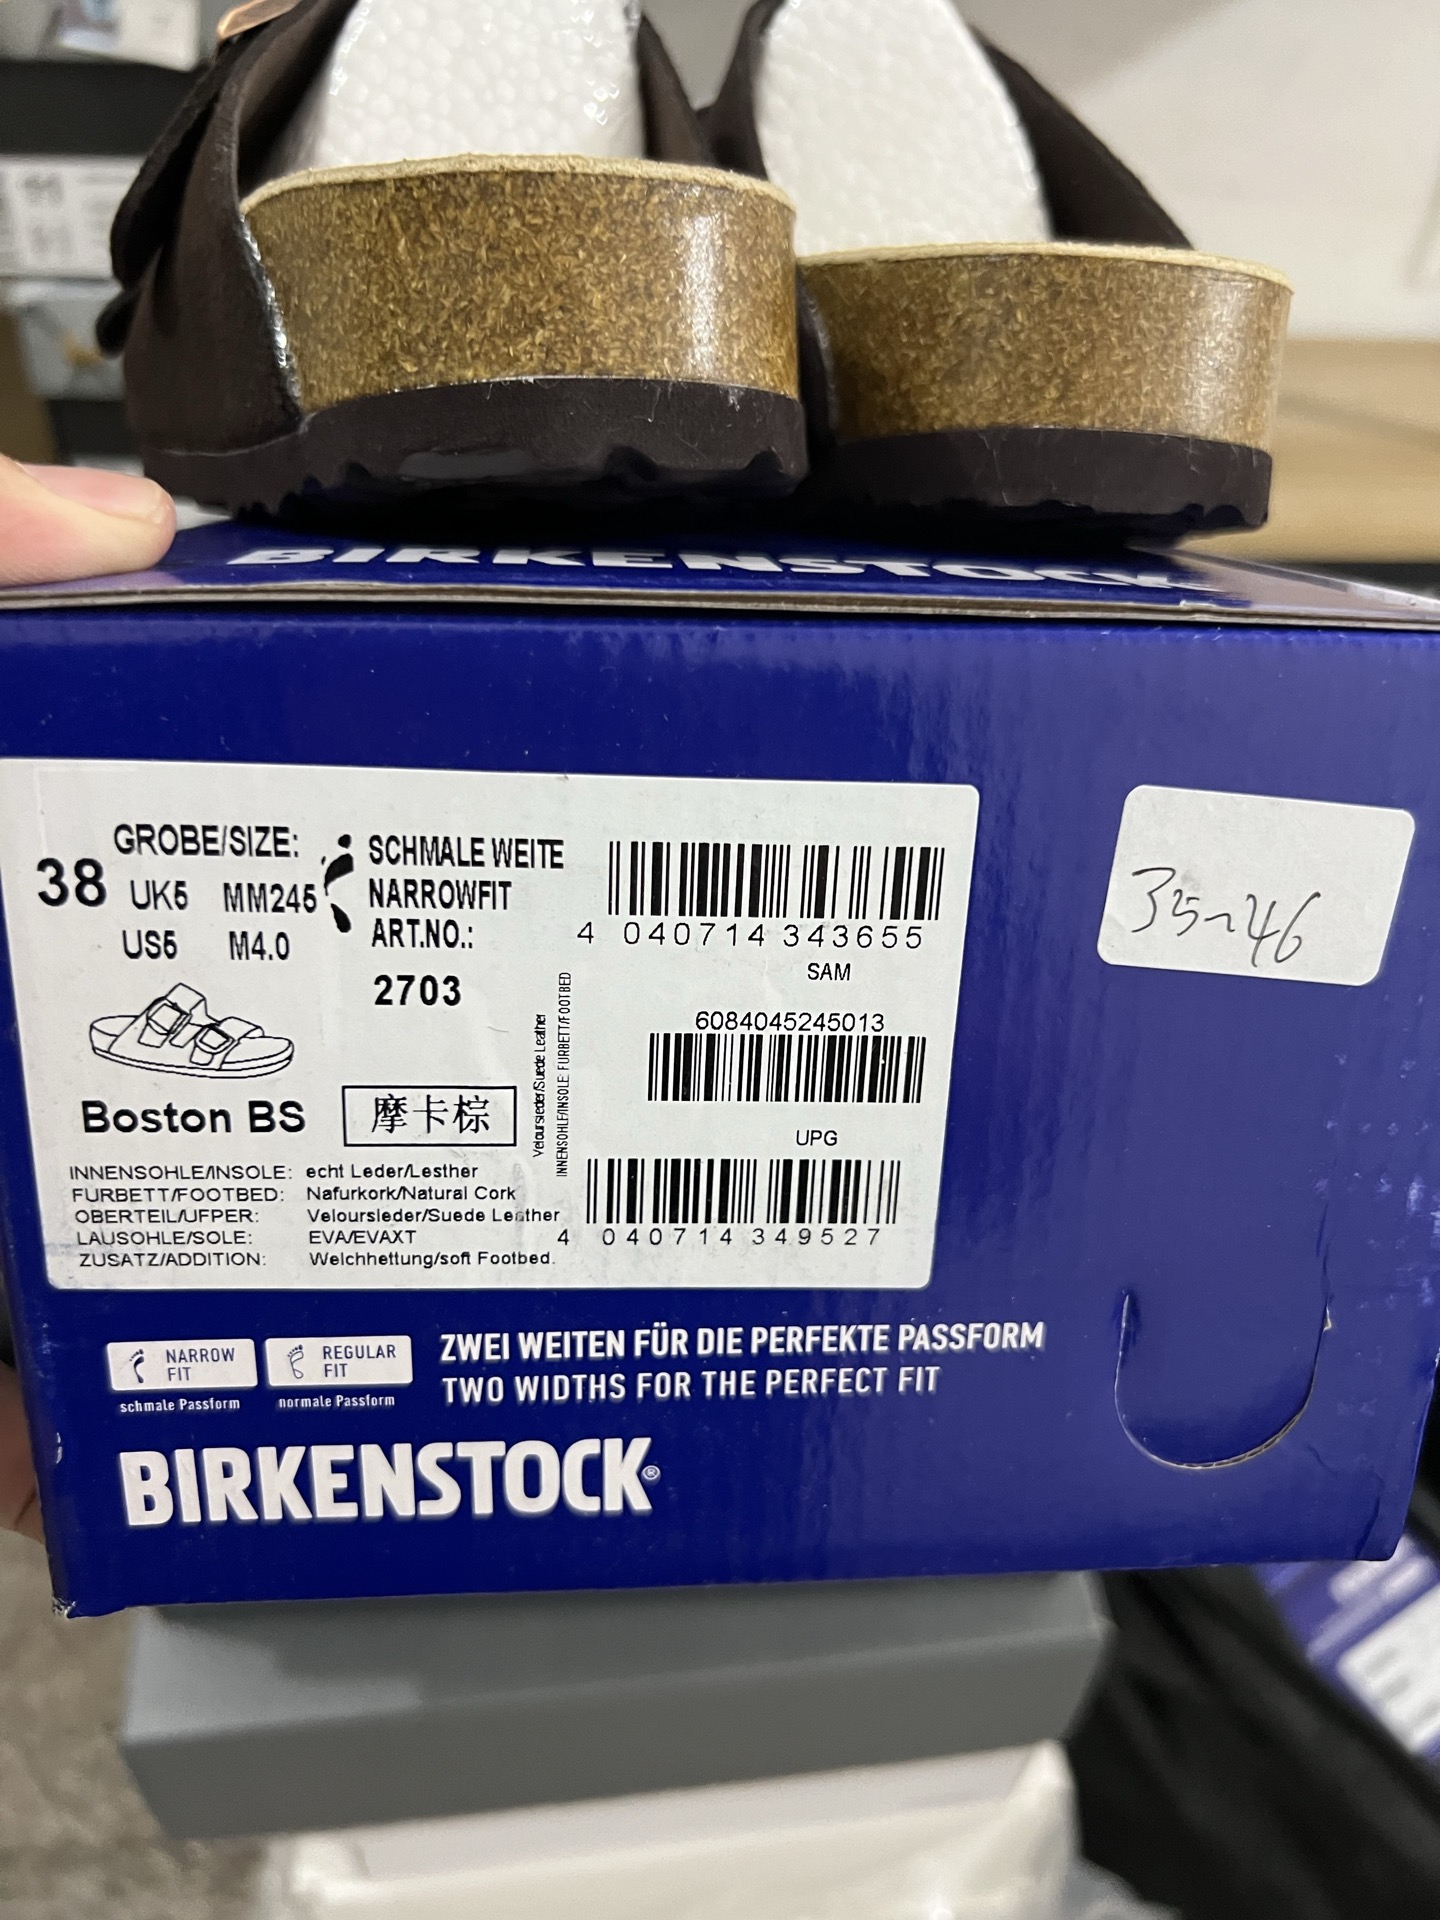 BIRKENSTOCK
GROBE/SIZE:
38 UK5 MM245
US5 M4.0
SCHMALE WEITE
NARROWFIT
ART.NO.:
2703
Boston BS
摩卡棕
INNENSOHLE/INSOLE: echt Leder/Lesther
FURBETT/FOOTBED: Nafurkork/Natural Cork
OBERTEIL/UFPER: Veloursleder/Suede Leather
LAUSOHLE/SOLE: EVA/EVAXT
ZUSATZ/ADDITION: Welchhettung/soft Footbed.
Veloursleder/Suede Leather
INNENSOHLE/INSOLE: FURBETT/FOOTBED
4 040714 343655
SAM
6084045245013
UPG
4 040714 349527
35~46
NARROW FIT
schmale Passform
REGULAR FIT
normale Passform
ZWEI WEITEN FÜR DIE PERFEKTE PASSFORM
TWO WIDTHS FOR THE PERFECT FIT
BIRKENSTOCK®